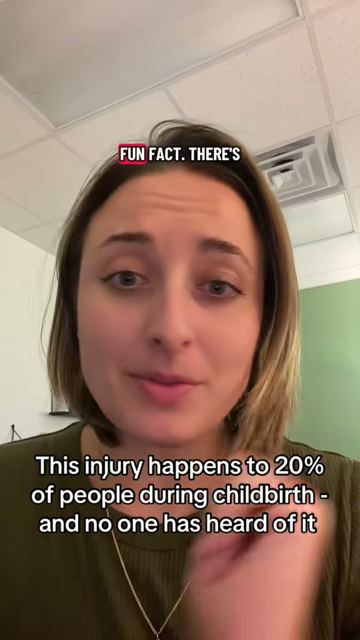 FUN FACT. THERE'S
This injury happens to 20%
of people during childbirth -
and no one has heard of it